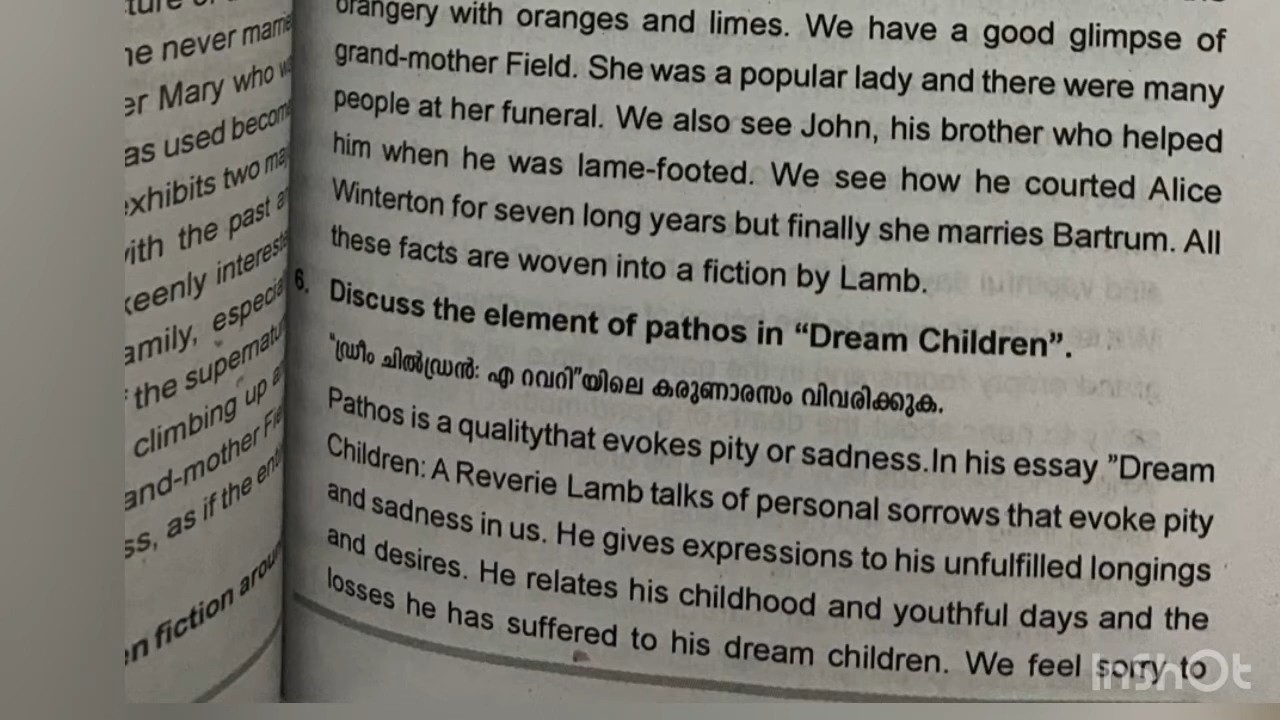 ne never
er Mary who
as used
exhibits two
with the past
keenly
amily,
the
climbing up
and-mother
ss, as if the
en fiction
orangery with oranges and limes. We have a good glimpse of
grand-mother Field. She was a popular lady and there were many
people at her funeral. We also see John, his brother who helped
him when he was lame-footed. We see how he courted Alice
Winterton for seven long years but finally she marries Bartrum. All
these facts are woven into a fiction by Lamb.
6. Discuss the element of pathos in “Dream Children”.
"ഡ്രീം ചിൽഡ്രൻ: എ റവറി"യിലെ കരുണാരസം വിവരിക്കുക.
Pathos is a qualitythat evokes pity or sadness.In his essay ”Dream
Children: A Reverie Lamb talks of personal sorrows that evoke pity
and sadness in us. He gives expressions to his unfulfilled longings
and desires. He relates his childhood and youthful days and the
losses he has suffered to his dream children. We feel sorry to
InShOt